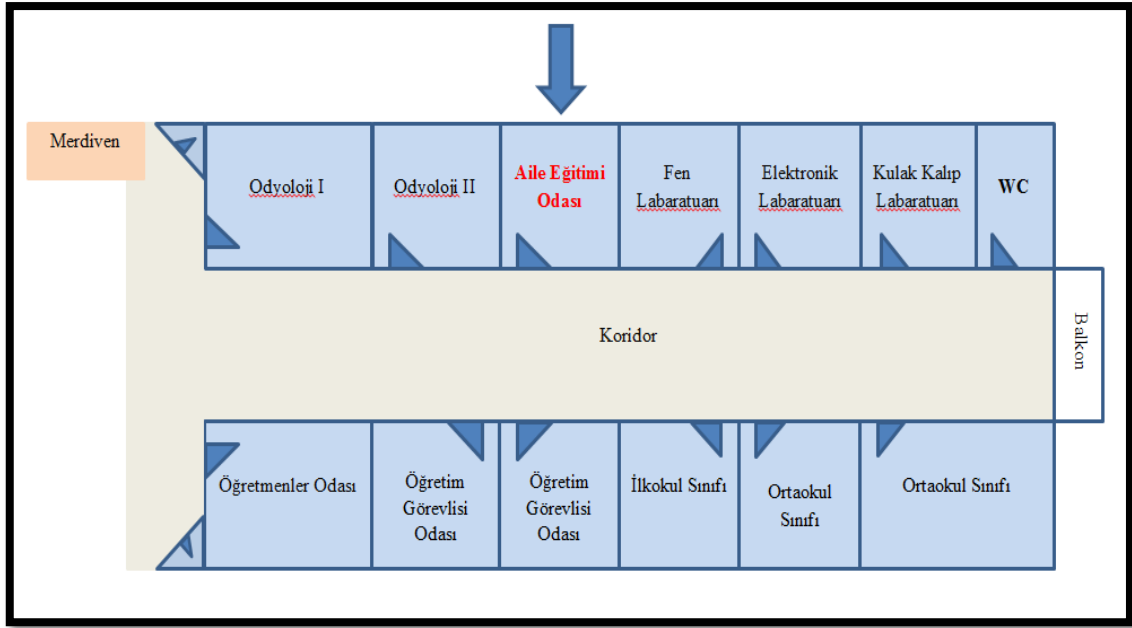 Merdiven
Odyoloji I
Odyoloji II
Aile Eğitimi
Odası
Fen
Labaratuarı
Elektronik
Labaratuarı
Kulak Kalıp
Labaratuarı
WC
Koridor
Balkon
Öğretmenler Odası
Öğretim
Görevlisi
Odası
Öğretim
Görevlisi
Odası
İlkokul Sınıfı
Ortaokul
Sınıfı
Ortaokul Sınıfı